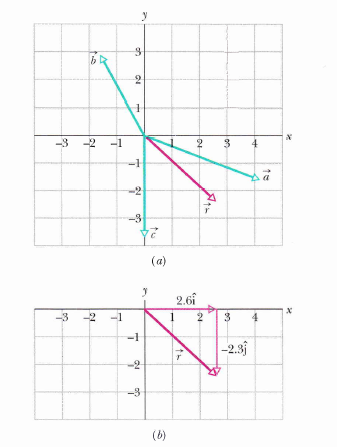 y
3
2
1
b
-3 -2 -1 1 2 3 4 x
-1
a
-2
r
-3
c
(a)
y
2.6î
-3 -2 -1 1 2 3 4 x
-1
r
-2.3ĵ
-2
-3
(b)